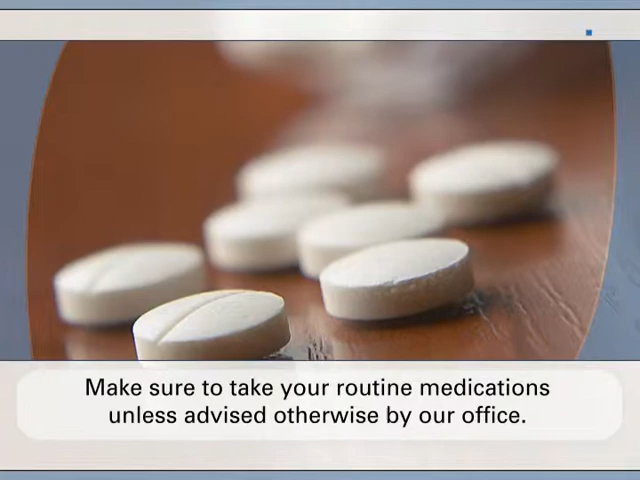 Make sure to take your routine medications
unless advised otherwise by our office.